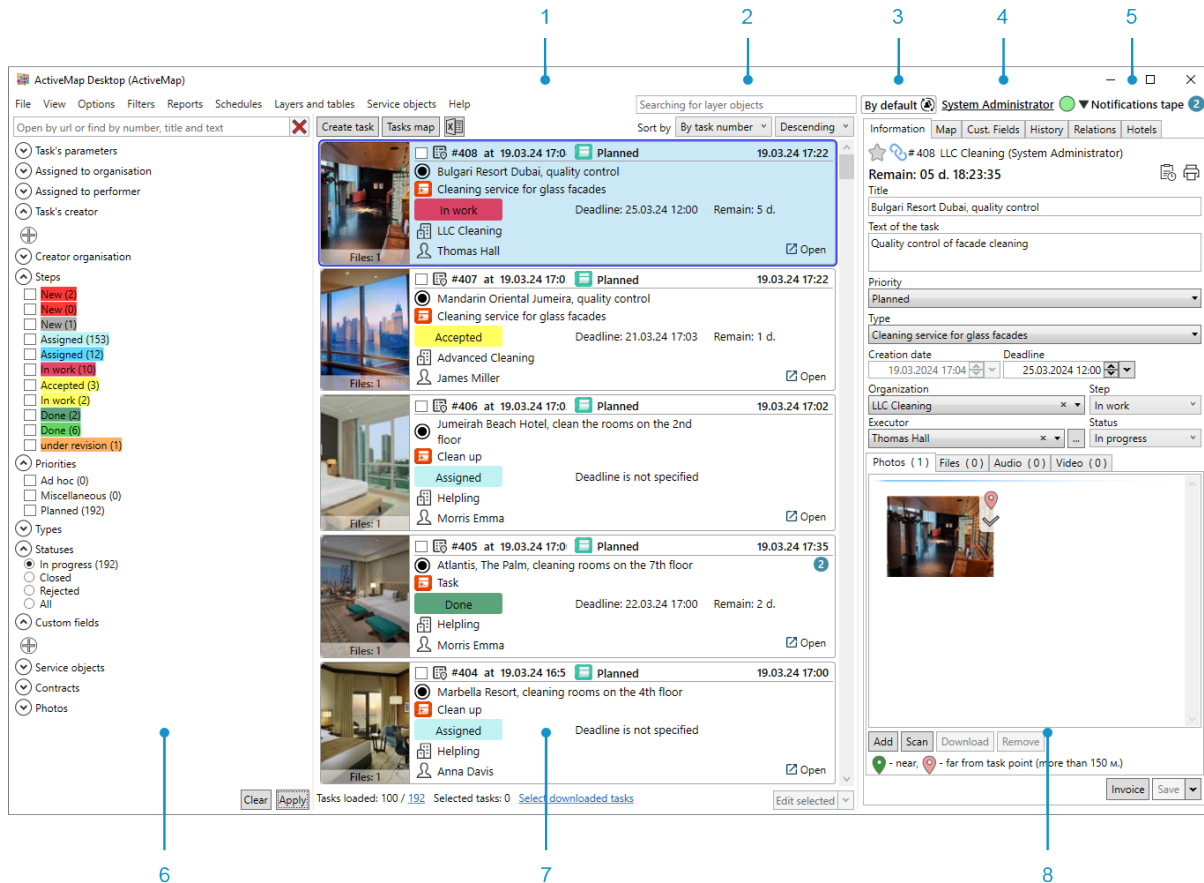 1 2 3 4 5
ActiveMap Desktop (ActiveMap)
File View Options Filters Reports Schedules Layers and tables Service objects Help
Searching for layer objects
By default System Administrator ▼Notifications tape 2
Open by url or find by number, title and text
Task's parameters
Assigned to organisation
Assigned to performer
Task's creator
Creator organisation
Steps
New (2)
New (0)
New (1)
Assigned (153)
Assigned (12)
In work (10)
Accepted (3)
In work (2)
Done (2)
Done (6)
under revision (1)
Priorities
Ad hoc (0)
Miscellaneous (0)
Planned (192)
Types
Statuses
In progress (192)
Closed
Rejected
All
Custom fields
Service objects
Contracts
Photos
Clear Apply
Create task Tasks map Sort by By task number Descending
#408 at 19.03.24 17:0 Planned 19.03.24 17:22
Bulgari Resort Dubai, quality control
Cleaning service for glass facades
In work Deadline: 25.03.24 12:00 Remain: 5 d.
LLC Cleaning
Thomas Hall Open
Files: 1
#407 at 19.03.24 17:0 Planned 19.03.24 17:22
Mandarin Oriental Jumeira, quality control
Cleaning service for glass facades
Accepted Deadline: 21.03.24 17:03 Remain: 1 d.
Advanced Cleaning
James Miller Open
Files: 1
#406 at 19.03.24 17:0 Planned 19.03.24 17:02
Jumeirah Beach Hotel, clean the rooms on the 2nd
floor
Clean up
Assigned Deadline is not specified
Helpling
Morris Emma Open
Files: 1
#405 at 19.03.24 17:0 Planned 19.03.24 17:35
Atlantis, The Palm, cleaning rooms on the 7th floor 2
Task
Done Deadline: 22.03.24 17:00 Remain: 2 d.
Helpling
Morris Emma Open
Files: 1
#404 at 19.03.24 16:5 Planned 19.03.24 17:00
Marbella Resort, cleaning rooms on the 4th floor
Clean up
Assigned Deadline is not specified
Helpling
Anna Davis Open
Files: 1
Tasks loaded: 100 / 192 Selected tasks: 0 Select downloaded tasks Edit selected
Information Map Cust. Fields History Relations Hotels
# 408 LLC Cleaning (System Administrator)
Remain: 05 d. 18:23:35
Title
Bulgari Resort Dubai, quality control
Text of the task
Quality control of facade cleaning
Priority
Planned
Type
Cleaning service for glass facades
Creation date Deadline
19.03.2024 17:04 25.03.2024 12:00
Organization Step
LLC Cleaning In work
Executor Status
Thomas Hall ... In progress
Photos ( 1 ) Files ( 0 ) Audio ( 0 ) Video ( 0 )
Add Scan Download Remove
- near, - far from task point (more than 150 м.)
Invoice Save
6 7 8